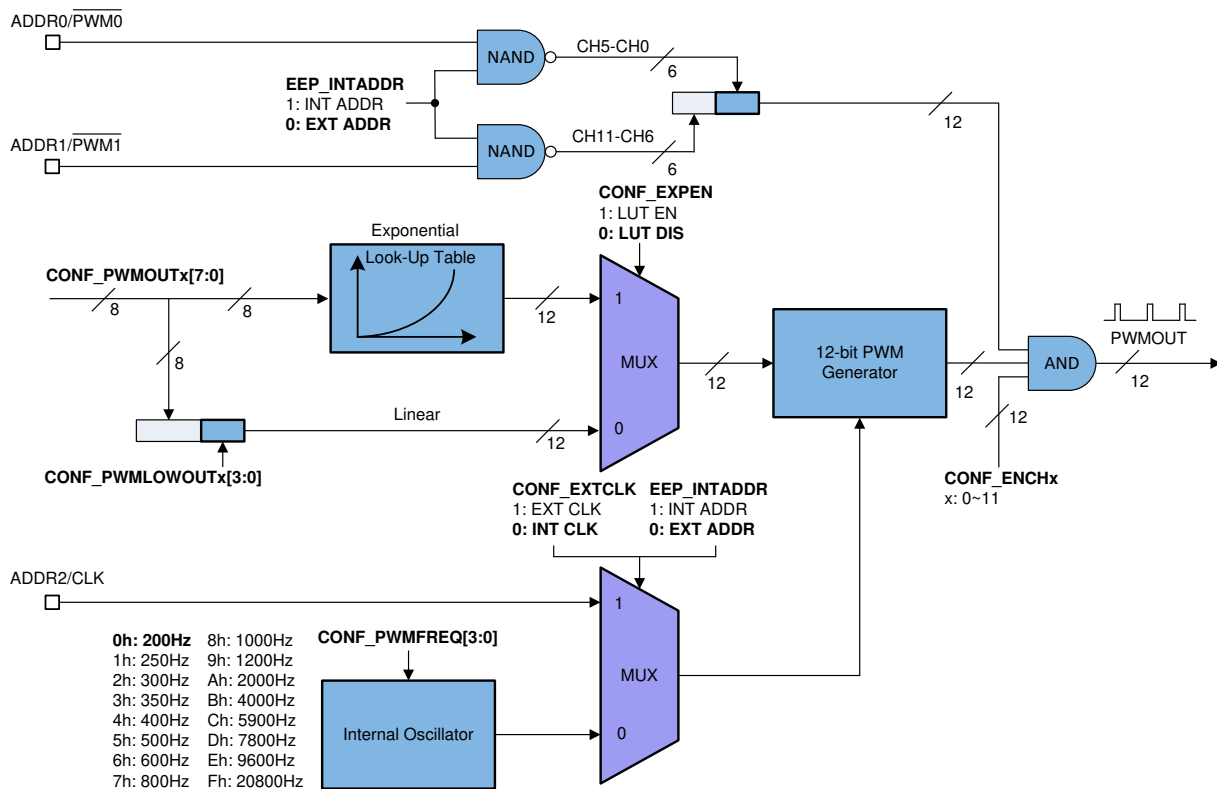 ADDR0/PWM0
NAND
CH5-CH0
6
EEP_INTADDR
1: INT ADDR
0: EXT ADDR
12
ADDR1/PWM1
NAND
CH11-CH6
6
CONF_EXPEN
1: LUT EN
0: LUT DIS
Exponential
Look-Up Table
CONF_PWMOUTx[7:0]
8
8
12
1
8
MUX
12
12-bit PWM
Generator
12
AND
PWMOUT
12
Linear
12
0
12
CONF_PWMLOWOUTx[3:0]
CONF_ENCHx
x: 0~11
CONF_EXTCLK
1: EXT CLK
0: INT CLK
EEP_INTADDR
1: INT ADDR
0: EXT ADDR
ADDR2/CLK
1
MUX
0
CONF_PWMFREQ[3:0]
Internal Oscillator
0h: 200Hz 8h: 1000Hz
1h: 250Hz 9h: 1200Hz
2h: 300Hz Ah: 2000Hz
3h: 350Hz Bh: 4000Hz
4h: 400Hz Ch: 5900Hz
5h: 500Hz Dh: 7800Hz
6h: 600Hz Eh: 9600Hz
7h: 800Hz Fh: 20800Hz